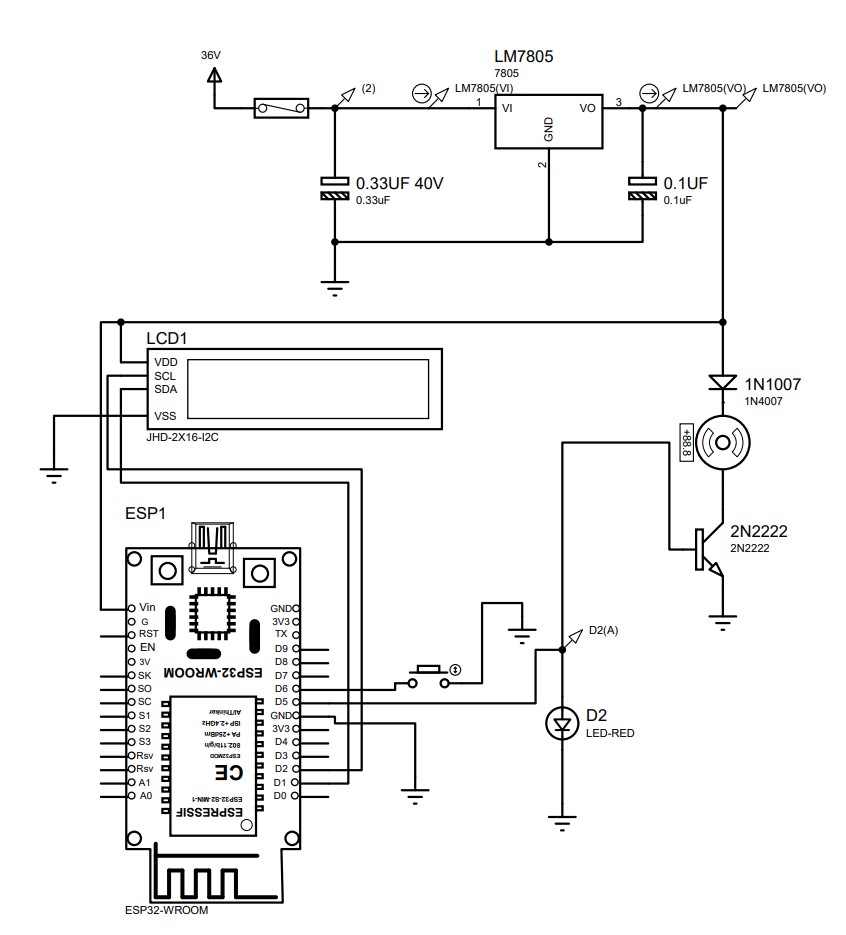 36V
(2)
LM7805(VI)
LM7805
7805
1
VI
VO
3
GND
2
LM7805(VO)
LM7805(VO)
0.33UF 40V
0.33uF
0.1UF
0.1uF
LCD1
VDD
SCL
SDA
VSS
JHD-2X16-I2C
1N1007
1N4007
+88.8
2N2222
2N2222
D2(A)
D2
LED-RED
ESP1
Vin
G
RST
EN
3V
SK
SO
SC
S1
S2
S3
Rsv
Rsv
A1
A0
GND
3V3
TX
D9
D8
D7
D6
D5
GND
3V3
D4
D3
D2
D1
D0
ESP32-WROOM
AI/Thinker
ISP +2.4GHz
PA +25dBm
802.11b/g/n
ESP32MOD
CE
ESP32-S2-MIN-1
ESPRESSIF
ESP32-WROOM